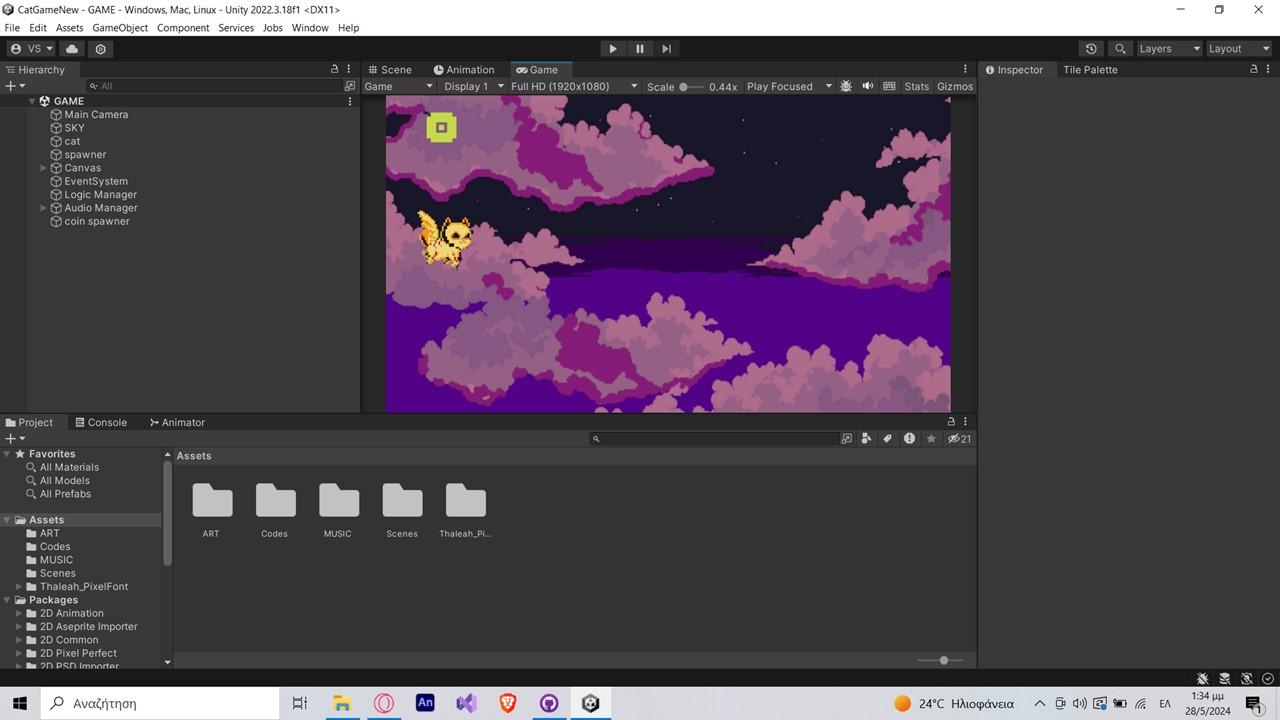 CatGameNew - GAME - Windows, Mac, Linux - Unity 2022.3.18f1 <DX11>
File Edit Assets GameObject Component Services Jobs Window Help
VS Layers Layout
Hierarchy Scene Animation Game Inspector Tile Palette
All Game Display 1 Full HD (1920x1080) Scale 0.44x Play Focused Stats Gizmos
GAME
Main Camera
SKY
cat
spawner
Canvas
EventSystem
Logic Manager
Audio Manager
coin spawner
Project Console Animator
21
Favorites
All Materials
All Models
All Prefabs
Assets
ART
Codes
MUSIC
Scenes
Thaleah_PixelFont
Packages
2D Animation
2D Aseprite Importer
2D Common
2D Pixel Perfect
2D PSD Importer
Assets
ART Codes MUSIC Scenes Thaleah_Pi...
Αναζήτηση An 24°C Ηλιοφάνεια ΕΛ 1:34 μμ
28/5/2024
1